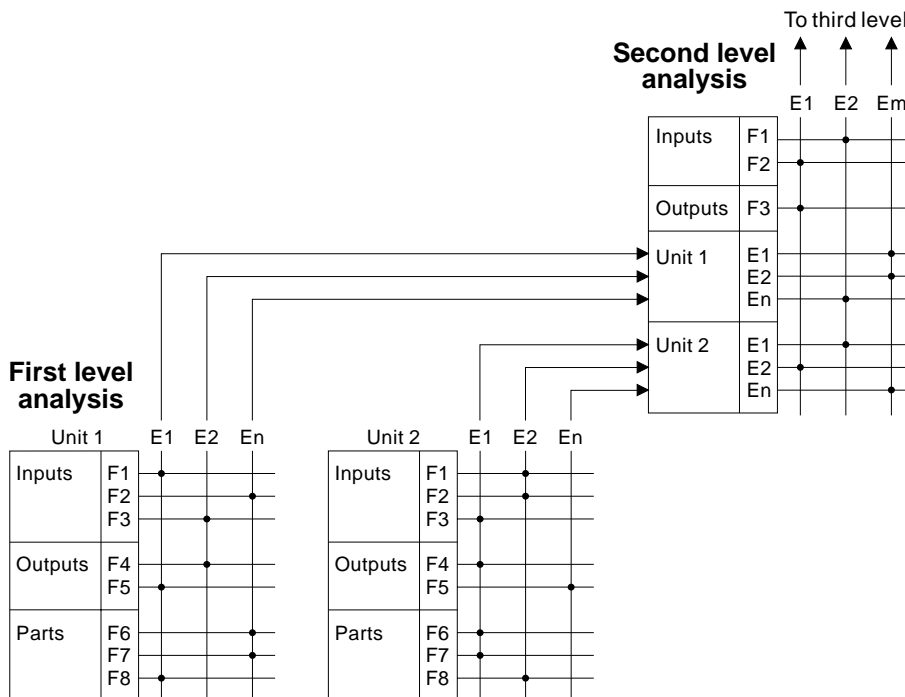 To third level
Second level
analysis
E1 E2 Em
Inputs F1
F2
Outputs F3
Unit 1 E1
E2
En
Unit 2 E1
E2
En
First level
analysis
Unit 1 E1 E2 En
Inputs F1
F2
F3
Outputs F4
F5
Parts F6
F7
F8
Unit 2 E1 E2 En
Inputs F1
F2
F3
Outputs F4
F5
Parts F6
F7
F8